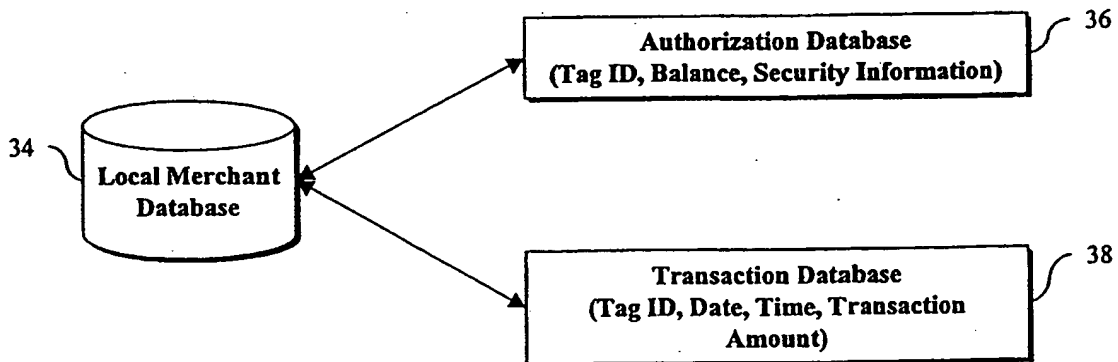 36
Authorization Database
(Tag ID, Balance, Security Information)
34
Local Merchant
Database
38
Transaction Database
(Tag ID, Date, Time, Transaction
Amount)